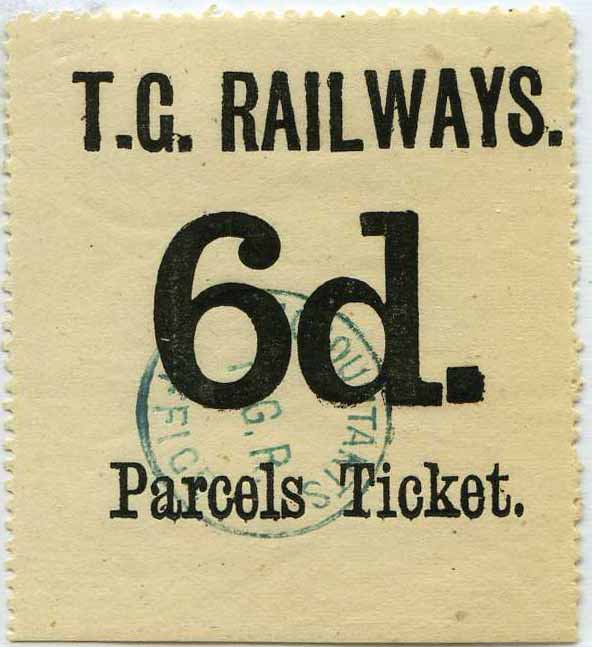 T.G. RAILWAYS.
6d.
Parcels Ticket.
T.G.R.